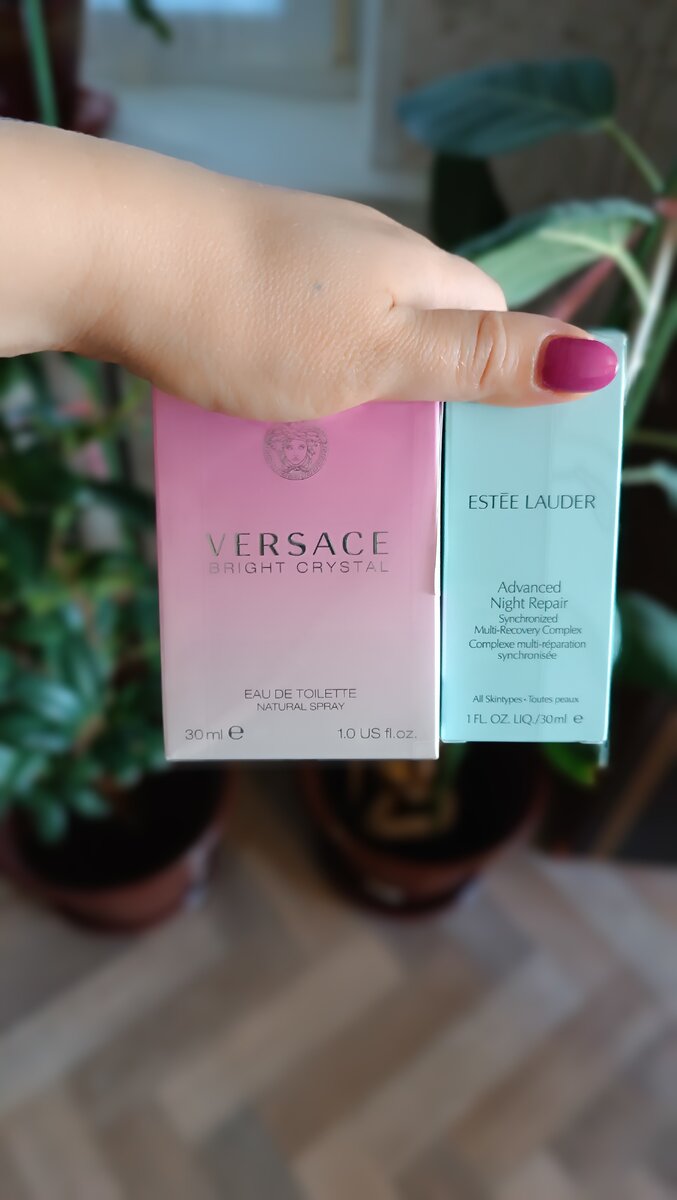 VERSACE
BRIGHT CRYSTAL
EAU DE TOILETTE
NATURAL SPRAY
30 ml ℮
1.0 US fl.oz.
ESTĒE LAUDER
Advanced
Night Repair
Synchronized
Multi-Recovery Complex
Complexe multi-réparation
synchronisée
All Skintypes • Toutes peaux
1 FL. OZ. LIQ./30 ml ℮